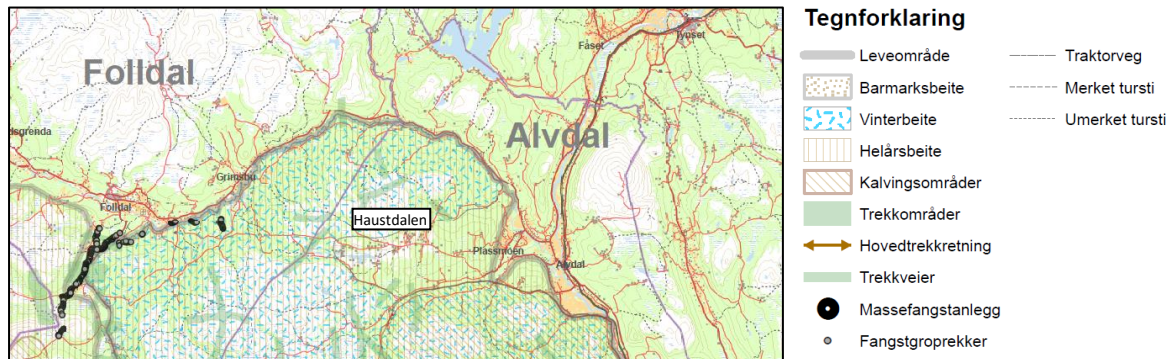 Folldal
Alvdal
Fåset
Tynset
dsgrenda
Grimsbu
Folldal
Haustdalen
Plassmoen
Alvdal
Tegnforklaring
Leveområde
Barmarksbeite
Vinterbeite
Helårsbeite
Kalvingsområder
Trekkområder
Hovedtrekkretning
Trekkveier
Massefangstanlegg
Fangstgroprekker
Traktorveg
Merket tursti
Umerket tursti